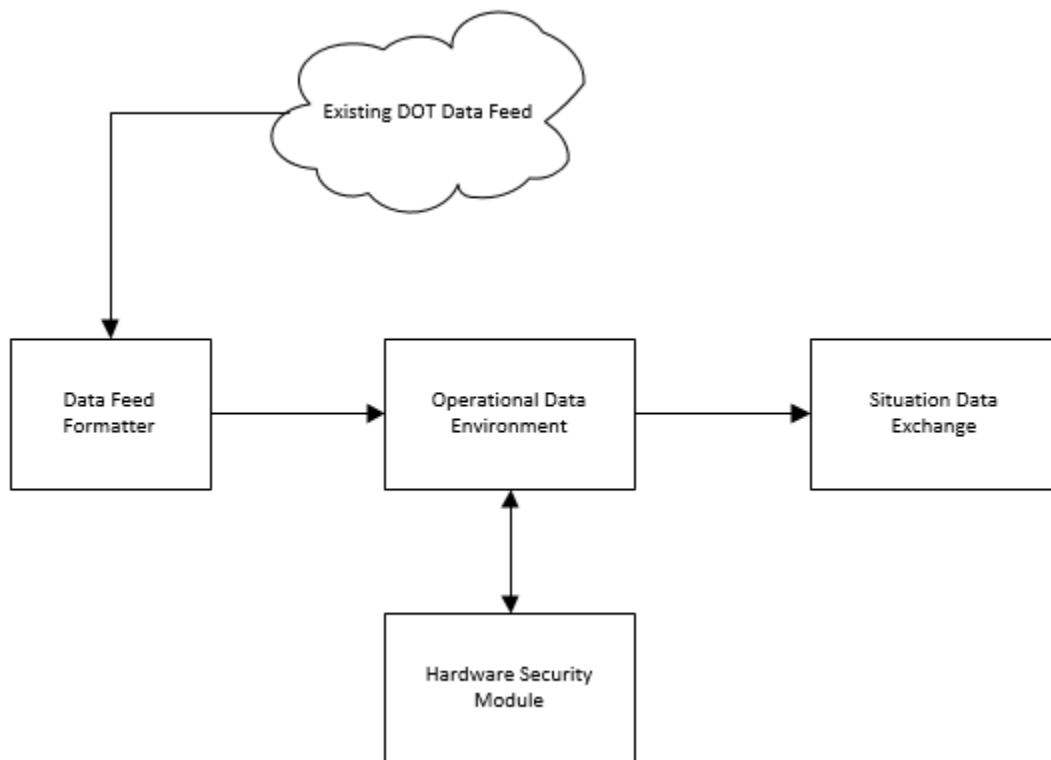 Existing DOT Data Feed
Data Feed
Formatter
Operational Data
Environment
Situation Data
Exchange
Hardware Security
Module